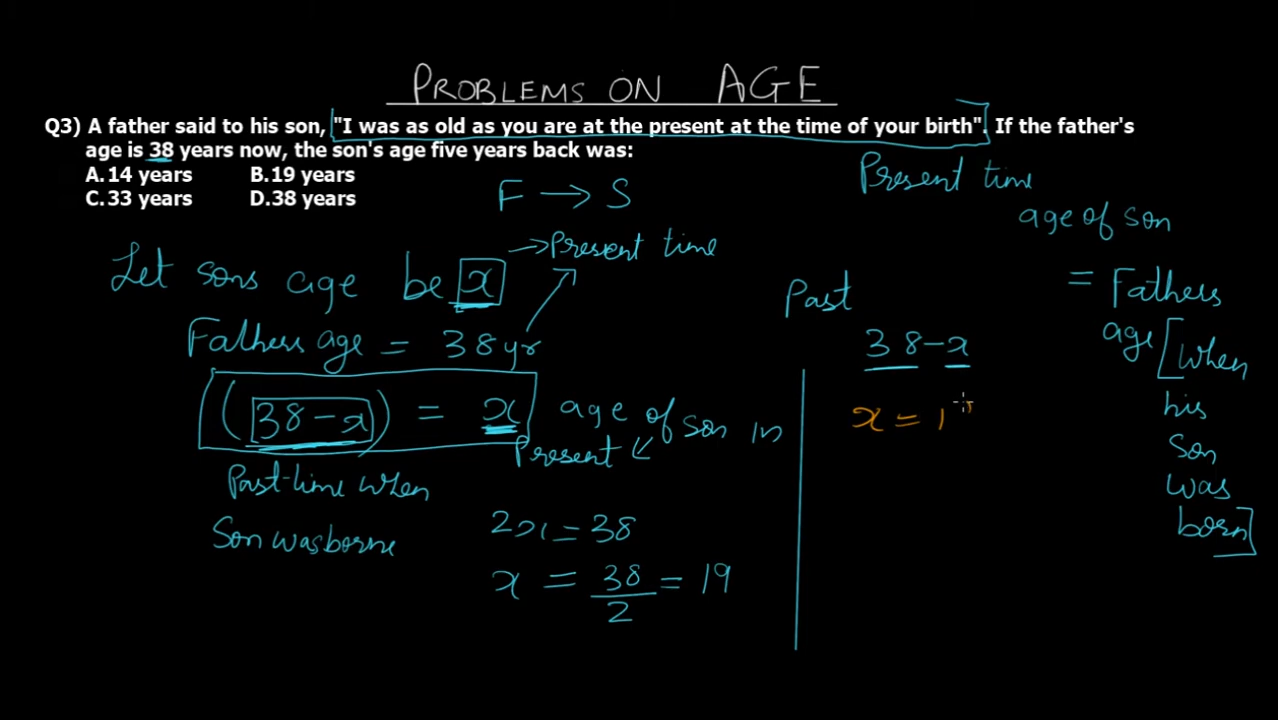 PROBLEMS ON AGE
Q3) A father said to his son, "I was as old as you are at the present at the time of your birth". If the father's
age is 38 years now, the son's age five years back was:
A. 14 years B. 19 years
C. 33 years D. 38 years
F → S
Let sons age be x → Present time
Fathers age = 38 yr
(38 - x) = x age of son in
Present
Past-time when
Son was borne
2x = 38
x = 38/2 = 19
Present time
age of son
= Fathers
age [when
his
son
was
born]
Past
38 - x
x = 1